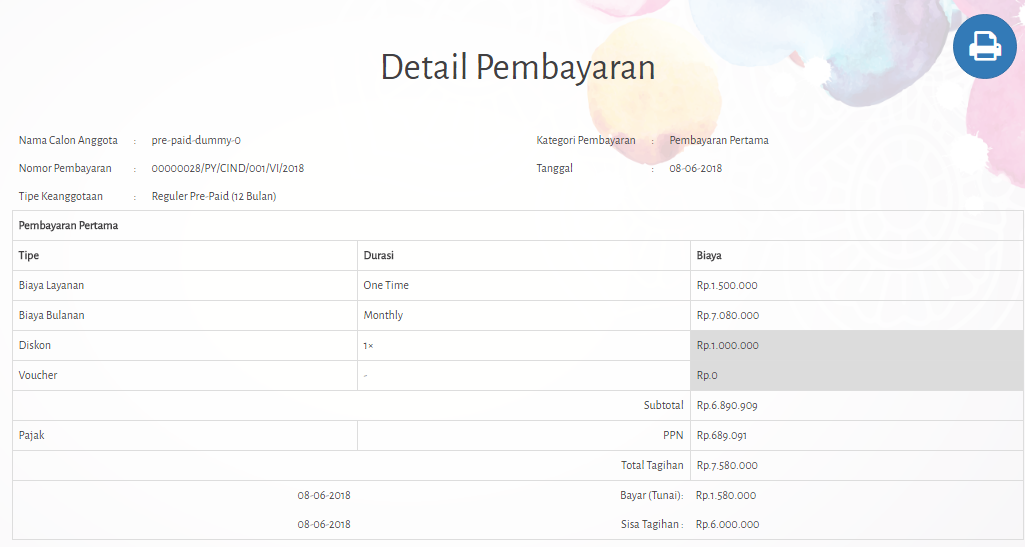 Detail Pembayaran
Nama Calon Anggota : pre-paid-dummy-0 Kategori Pembayaran : Pembayaran Pertama
Nomor Pembayaran : 00000028/PY/CIND/001/VI/2018 Tanggal : 08-06-2018
Tipe Keanggotaan : Reguler Pre-Paid (12 Bulan)
Pembayaran Pertama
Tipe Durasi Biaya
Biaya Layanan One Time Rp.1.500.000
Biaya Bulanan Monthly Rp.7.080.000
Diskon 1× Rp.1.000.000
Voucher - Rp.0
Subtotal Rp.6.890.909
Pajak PPN Rp.689.091
Total Tagihan Rp.7.580.000
08-06-2018 Bayar (Tunai): Rp.1.580.000
08-06-2018 Sisa Tagihan : Rp.6.000.000